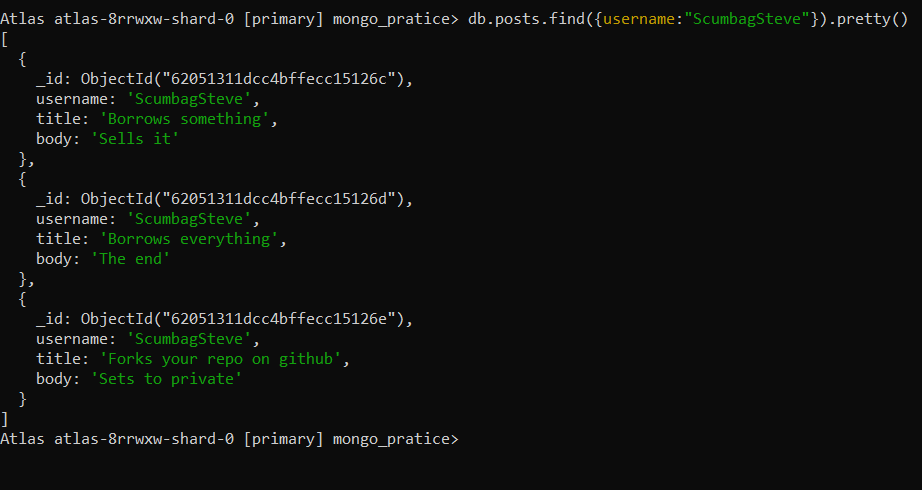 Atlas atlas-8rrwxw-shard-0 [primary] mongo_pratice> db.posts.find({username:"ScumbagSteve"}).pretty()
[
  {
    _id: ObjectId("62051311dcc4bffecc15126c"),
    username: 'ScumbagSteve',
    title: 'Borrows something',
    body: 'Sells it'
  },
  {
    _id: ObjectId("62051311dcc4bffecc15126d"),
    username: 'ScumbagSteve',
    title: 'Borrows everything',
    body: 'The end'
  },
  {
    _id: ObjectId("62051311dcc4bffecc15126e"),
    username: 'ScumbagSteve',
    title: 'Forks your repo on github',
    body: 'Sets to private'
  }
]
Atlas atlas-8rrwxw-shard-0 [primary] mongo_pratice>